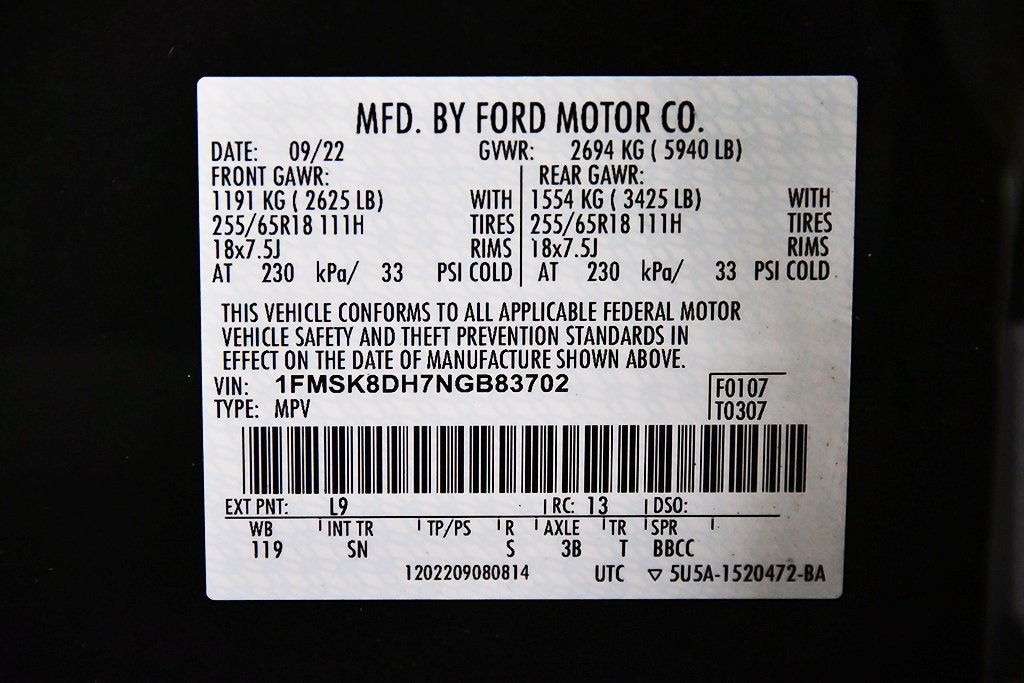 MFD. BY FORD MOTOR CO.
DATE: 09/22 GVWR: 2694 KG ( 5940 LB)
FRONT GAWR: REAR GAWR:
1191 KG ( 2625 LB) WITH 1554 KG ( 3425 LB) WITH
255/65R18 111H TIRES 255/65R18 111H TIRES
18x7.5J RIMS 18x7.5J RIMS
AT 230 kPa/ 33 PSI COLD AT 230 kPa/ 33 PSI COLD
THIS VEHICLE CONFORMS TO ALL APPLICABLE FEDERAL MOTOR
VEHICLE SAFETY AND THEFT PREVENTION STANDARDS IN
EFFECT ON THE DATE OF MANUFACTURE SHOWN ABOVE.
VIN: 1FMSK8DH7NGB83702 F0107
TYPE: MPV T0307
EXT PNT: L9 RC: 13 DSO:
WB INT TR TP/PS R AXLE TR SPR
119 SN S 3B T BBCC
1202209080814 UTC ▽ 5U5A-1520472-BA